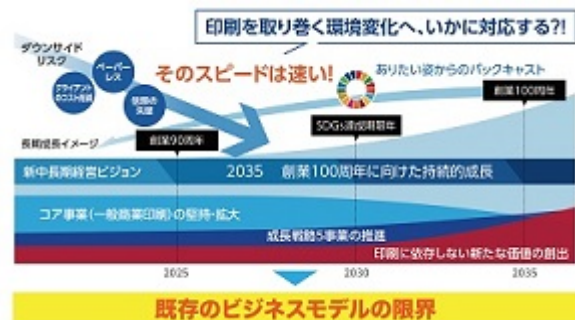 印刷を取り巻く環境変化へ、いかに対応する?!
ダウンサイド
リスク
ペーパー
レス
クライアント
のコスト削減
信頼の
失墜
そのスピードは速い!
ありたい姿からのバックキャスト
長期成長イメージ
創業90周年
SDGs達成期限年
創業100周年
新中長期経営ビジョン
2035 創業100周年に向けた持続的成長
コア事業(一般商業印刷)の堅持・拡大
成長戦略5事業の推進
印刷に依存しない新たな価値の創出
2025
2030
2035
既存のビジネスモデルの限界